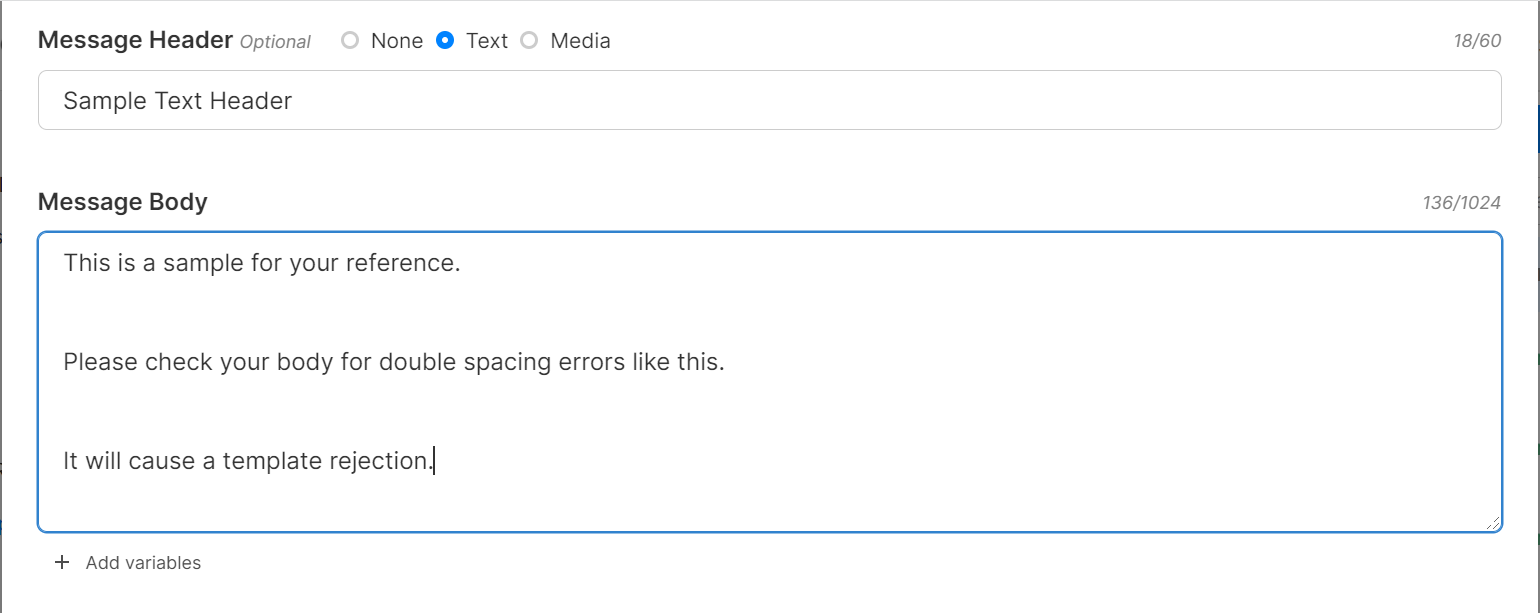 Message Header Optional None Text Media 18/60
Sample Text Header
Message Body 136/1024
This is a sample for your reference.
Please check your body for double spacing errors like this.
It will cause a template rejection.
+ Add variables